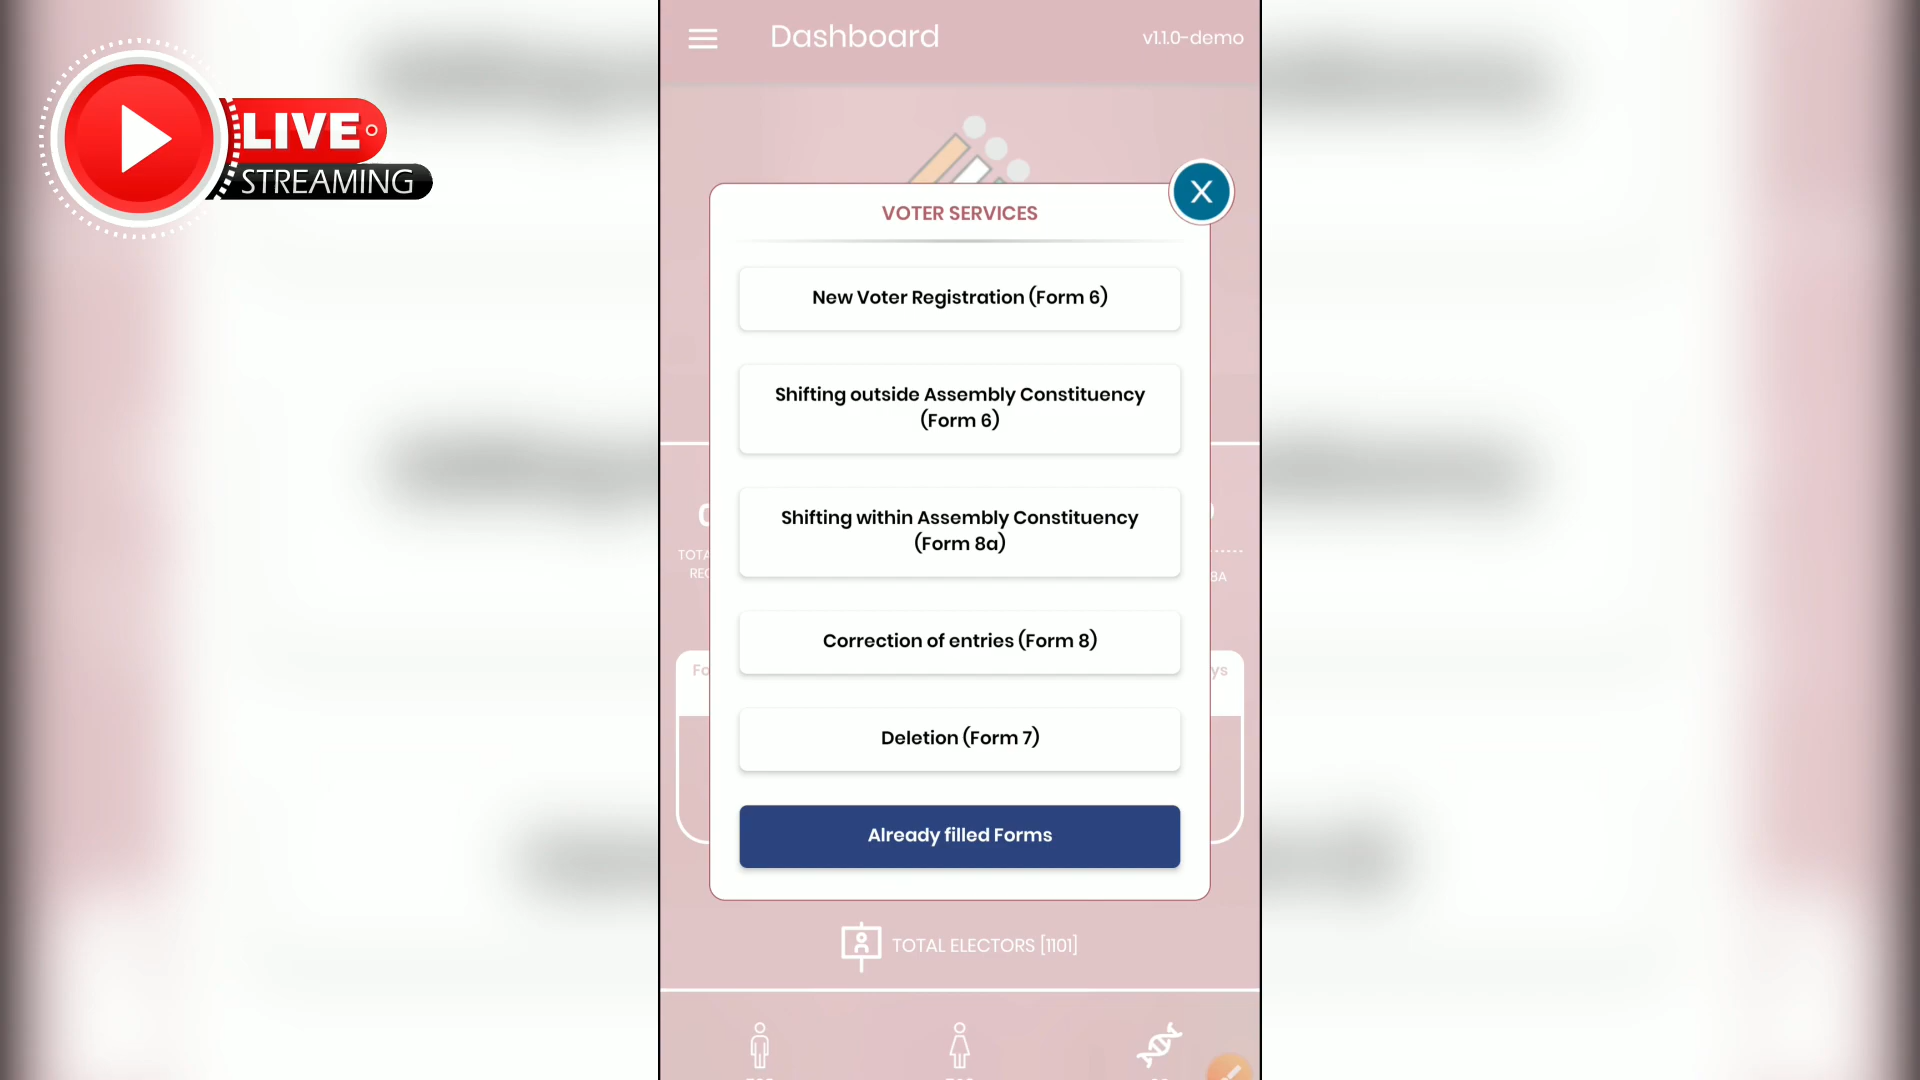 Dashboard
v1.1.0-demo
LIVE
STREAMING
X
VOTER SERVICES
New Voter Registration (Form 6)
Shifting outside Assembly Constituency
(Form 6)
Shifting within Assembly Constituency
(Form 8a)
Correction of entries (Form 8)
Deletion (Form 7)
Already filled Forms
TOTAL ELECTORS [1101]